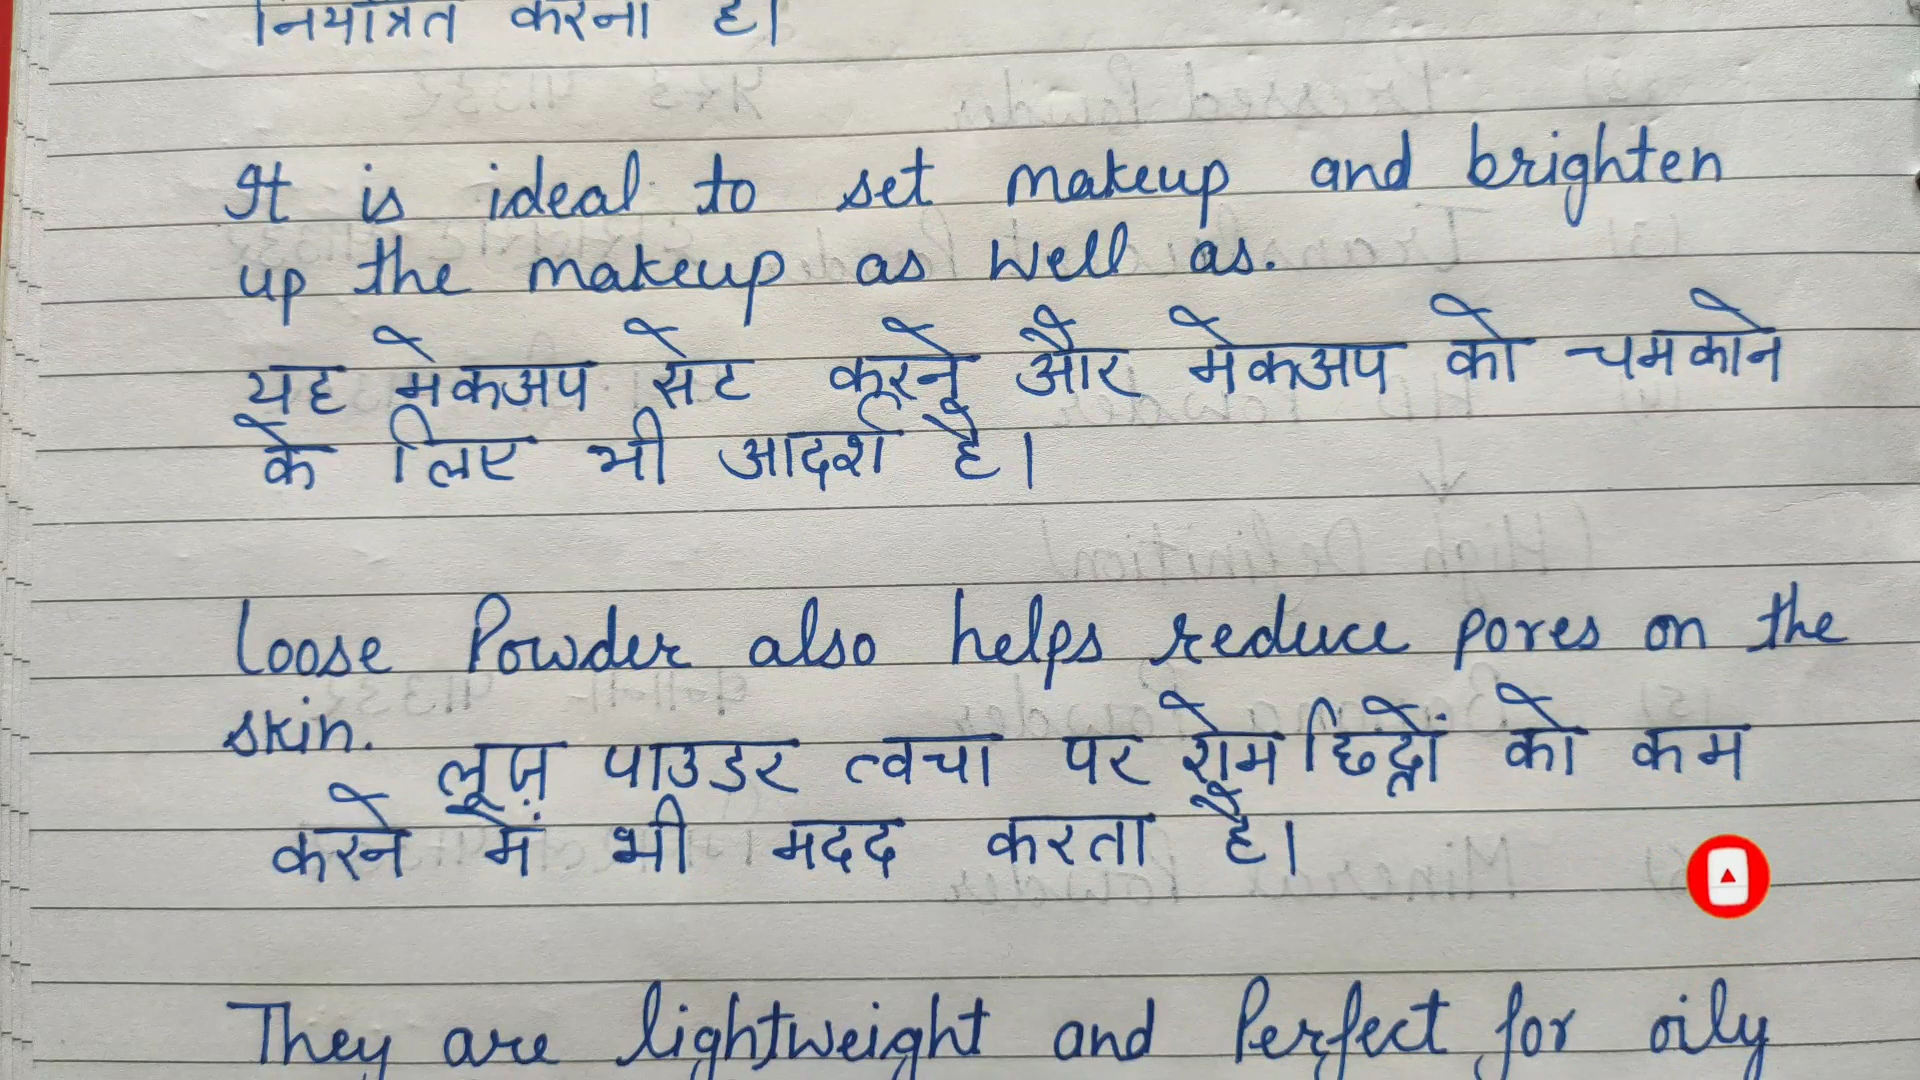 नियंत्रित करना है।
It is ideal to set makeup and brighten
up the makeup as well as.
यह मेकअप सेट करने और मेकअप को चमकाने
के लिए भी आदर्श है।
Loose Powder also helps reduce pores on the
skin.
लूज़ पाउडर त्वचा पर रोम छिद्रों को कम
करने में भी मदद करता है।
They are lightweight and Perfect for oily